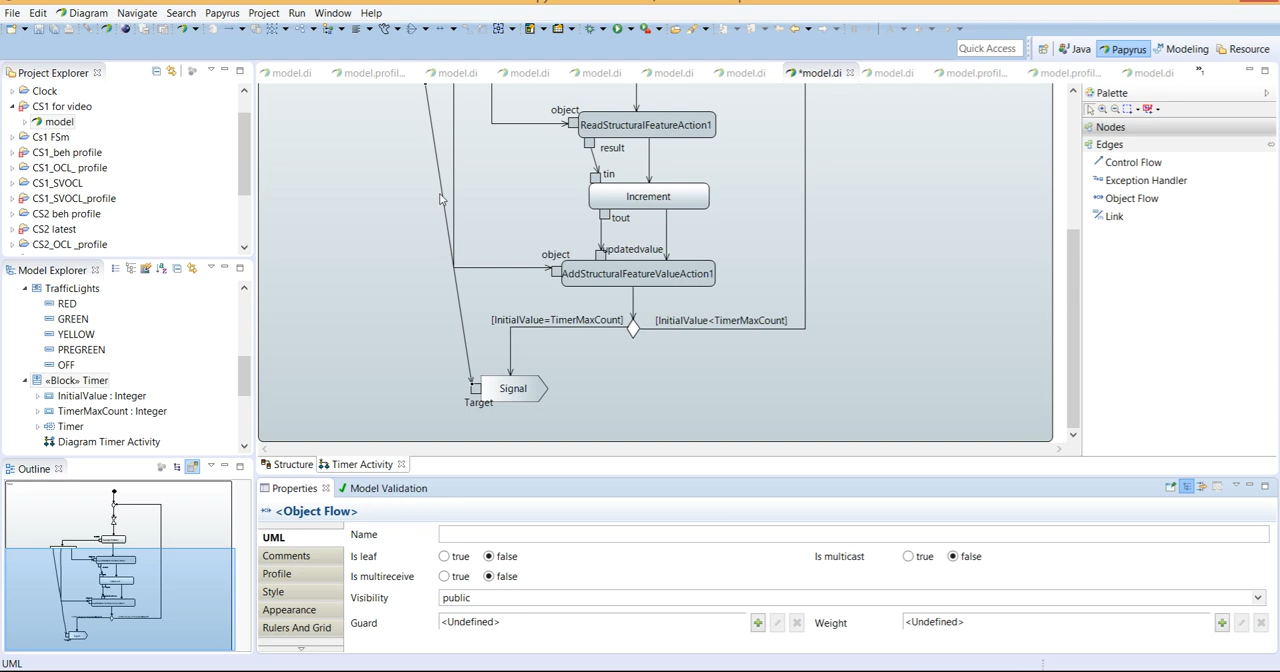 File Edit Diagram Navigate Search Papyrus Project Run Window Help
Quick Access Java Papyrus Modeling Resource
Project Explorer
Clock
CS1 for video
model
Cs1 FSm
CS1_beh profile
CS1_OCL_ profile
CS1_SVOCL
CS1_SVOCL_profile
CS2 beh profile
CS2 latest
CS2_OCL _profile
Model Explorer
TrafficLights
RED
GREEN
YELLOW
PREGREEN
OFF
«Block» Timer
InitialValue : Integer
TimerMaxCount : Integer
Timer
Diagram Timer Activity
Outline
model.di model.profil... model.di model.di model.di model.di model.di *model.di model.di model.profil... model.profil... model.di »1
object
ReadStructuralFeatureAction1
result
tin
Increment
tout
updatedvalue
object
AddStructuralFeatureValueAction1
[InitialValue=TimerMaxCount] [InitialValue<TimerMaxCount]
Signal
Target
Structure Timer Activity
Palette
Nodes
Edges
Control Flow
Exception Handler
Object Flow
Link
Properties Model Validation
<Object Flow>
UML
Comments
Profile
Style
Appearance
Rulers And Grid
Name
Is leaf true false Is multicast true false
Is multireceive true false
Visibility public
Guard <Undefined> Weight <Undefined>
UML